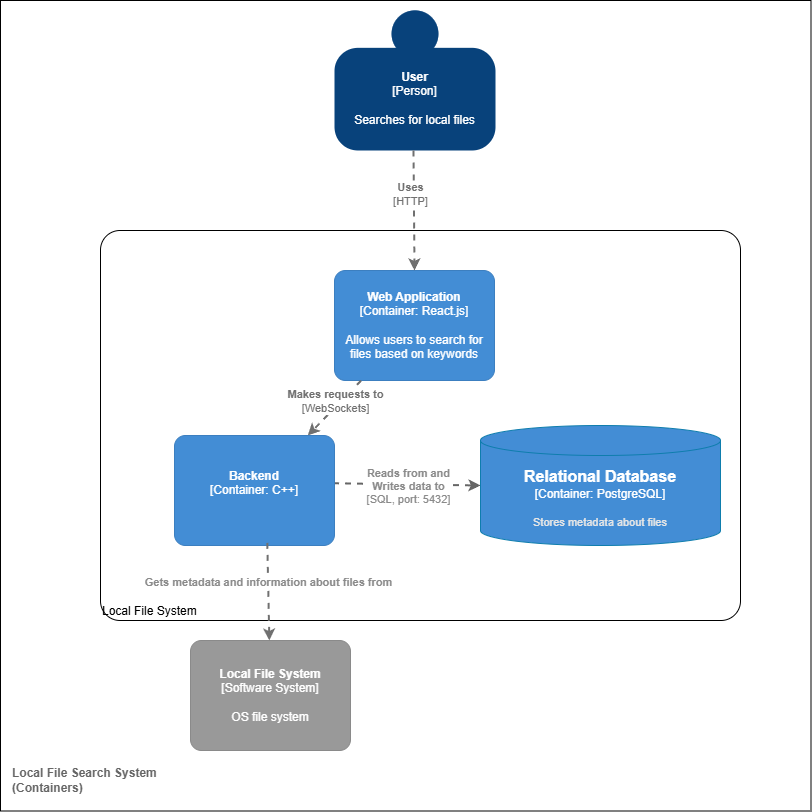 User
[Person]
Searches for local files
Uses
[HTTP]
Web Application
[Container: React.js]
Allows users to search for
files based on keywords
Makes requests to
[WebSockets]
Backend
[Container: C++]
Reads from and
Writes data to
[SQL, port: 5432]
Relational Database
[Container: PostgreSQL]
Stores metadata about files
Gets metadata and information about files from
Local File System
Local File System
[Software System]
OS file system
Local File Search System
(Containers)